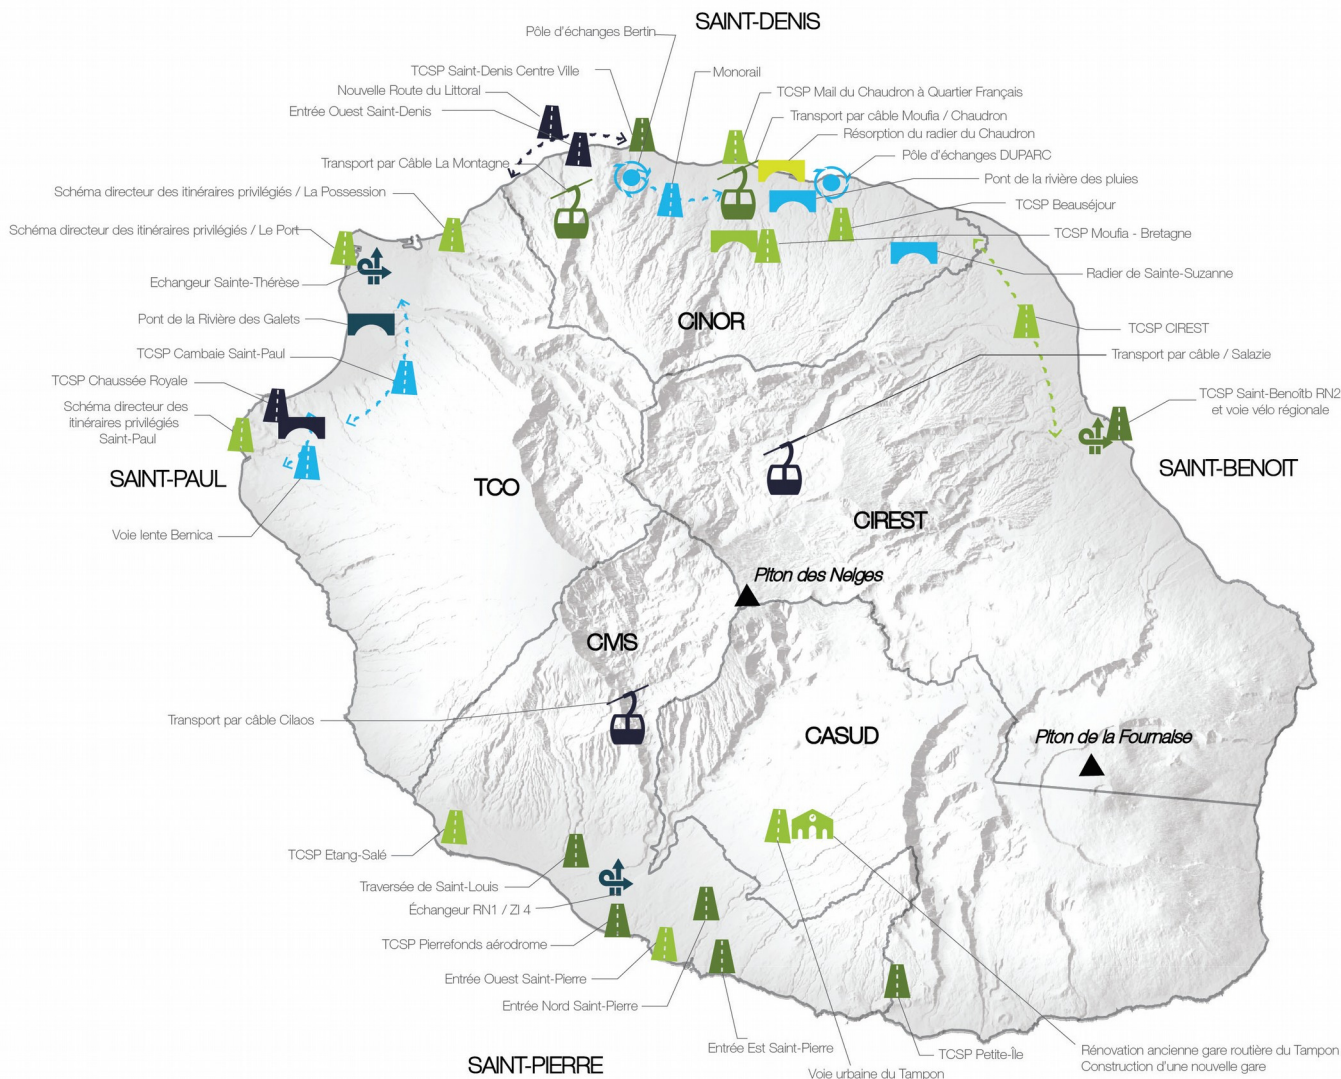 SAINT-DENIS
Pôle d'échanges Bertin
TCSP Saint-Denis Centre Ville
Monorail
Nouvelle Route du Littoral
TCSP Mail du Chaudron à Quartier Français
Entrée Ouest Saint-Denis
Transport par câble Moufia / Chaudron
Résorption du radier du Chaudron
Transport par Câble La Montagne
Pôle d'échanges DUPARC
Pont de la rivière des pluies
Schéma directeur des itinéraires privilégiés / La Possession
TCSP Beauséjour
Schéma directeur des itinéraires privilégiés / Le Port
TCSP Moufia - Bretagne
Echangeur Sainte-Thérèse
Radier de Sainte-Suzanne
Pont de la Rivière des Galets
CINOR
TCSP CIREST
TCSP Cambaie Saint-Paul
Transport par câble / Salazie
TCSP Chaussée Royale
TCSP Saint-Benoîtb RN2
et voie vélo régionale
Schéma directeur des
itinéraires privilégiés
Saint-Paul
SAINT-PAUL
TCO
SAINT-BENOIT
CIREST
Voie lente Bernica
Piton des Neiges
CIVIS
Transport par câble Cilaos
CASUD
Piton de la Fournaise
TCSP Etang-Salé
Traversée de Saint-Louis
Échangeur RN1 / ZI 4
TCSP Pierrefonds aérodrome
Entrée Ouest Saint-Pierre
Entrée Nord Saint-Pierre
Entrée Est Saint-Pierre
TCSP Petite-Île
Rénovation ancienne gare routière du Tampon
Construction d'une nouvelle gare
SAINT-PIERRE
Voie urbaine du Tampon